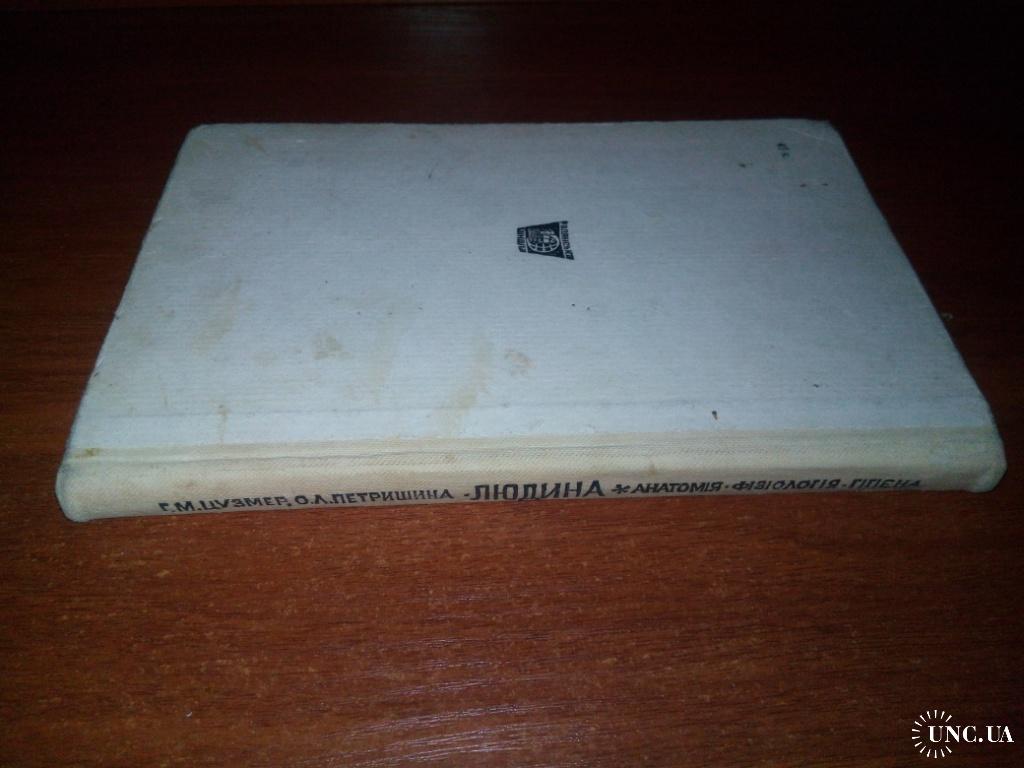 Г.М.ЦУЗМЕР, О.Л.ПЕТРИШИНА · ЛЮДИНА * АНАТОМІЯ · ФІЗІОЛОГІЯ · ГІГІЄНА
UNC.UA